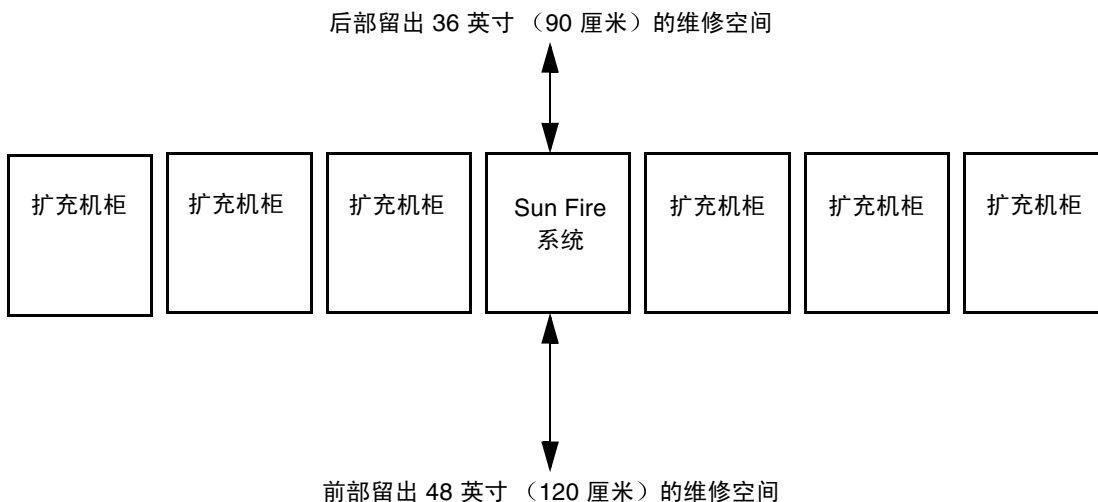 后部留出 36 英寸 （90 厘米）的维修空间
扩充机柜
扩充机柜
扩充机柜
Sun Fire
系统
扩充机柜
扩充机柜
扩充机柜
前部留出 48 英寸 （120 厘米）的维修空间